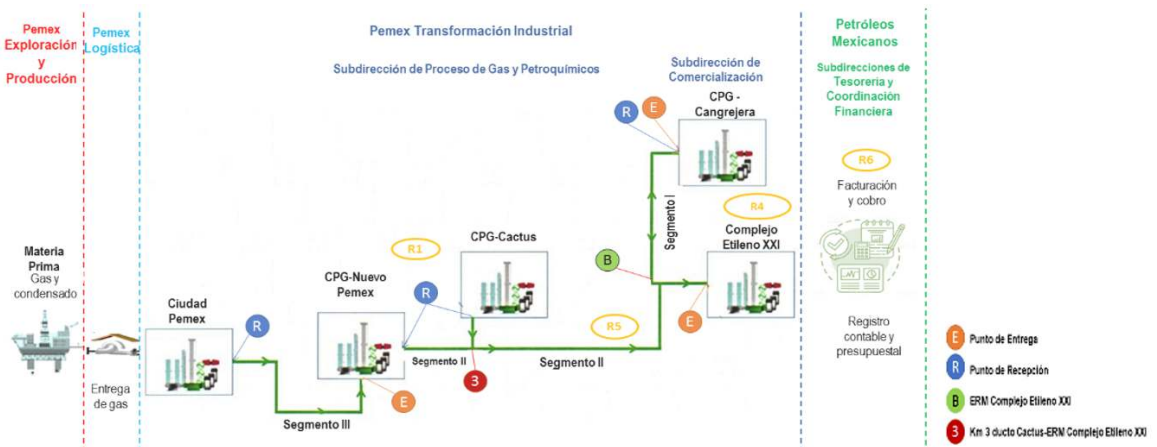 Pemex
Exploración
y
Producción
Pemex
Logística
Pemex Transformación Industrial
Subdirección de Proceso de Gas y Petroquímicos
Subdirección de
Comercialización
Petróleos
Mexicanos
Subdirecciones de
Tesorería y
Coordinación
Financiera
CPG -
Cangrejera
E
R
R6
Facturación
y cobro
R4
Segmento I
Complejo
Etileno XXI
R1
CPG-Cactus
B
Materia
Prima
Gas y
condensado
CPG-Nuevo
Pemex
R
Ciudad
Pemex
R
E
R5
Registro
contable y
presupuestal
Segmento II
Segmento II
3
Entrega
de gas
E
Segmento III
E Punto de Entrega
R Punto de Recepción
B ERM Complejo Etileno XXI
3 Km 3 ducto Cactus-ERM Complejo Etileno XXI